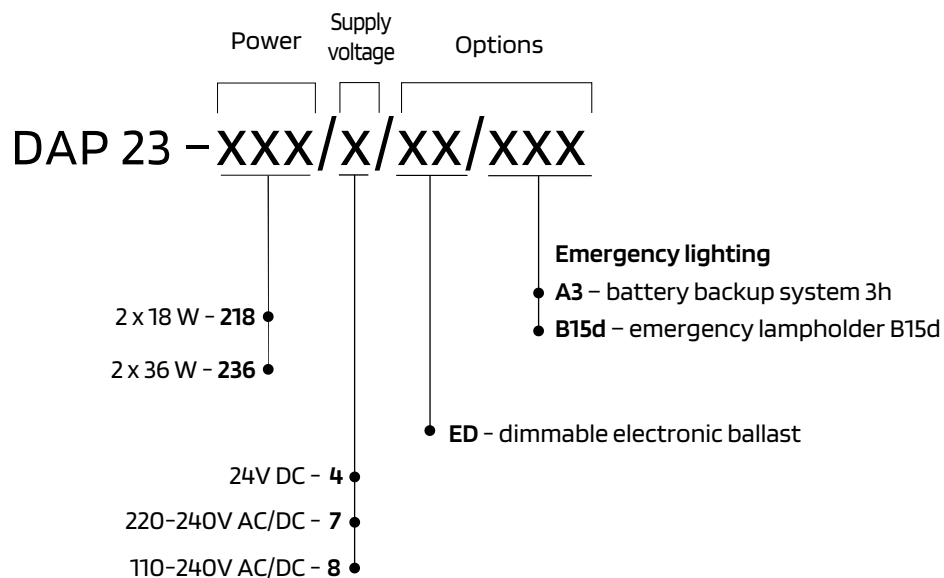 Power
Supply
voltage
Options
DAP 23 – xxx/x/xx/xxx
Emergency lighting
A3 – battery backup system 3h
B15d – emergency lampholder B15d
2 x 18 W – 218
2 x 36 W – 236
ED – dimmable electronic ballast
24V DC – 4
220-240V AC/DC – 7
110-240V AC/DC – 8